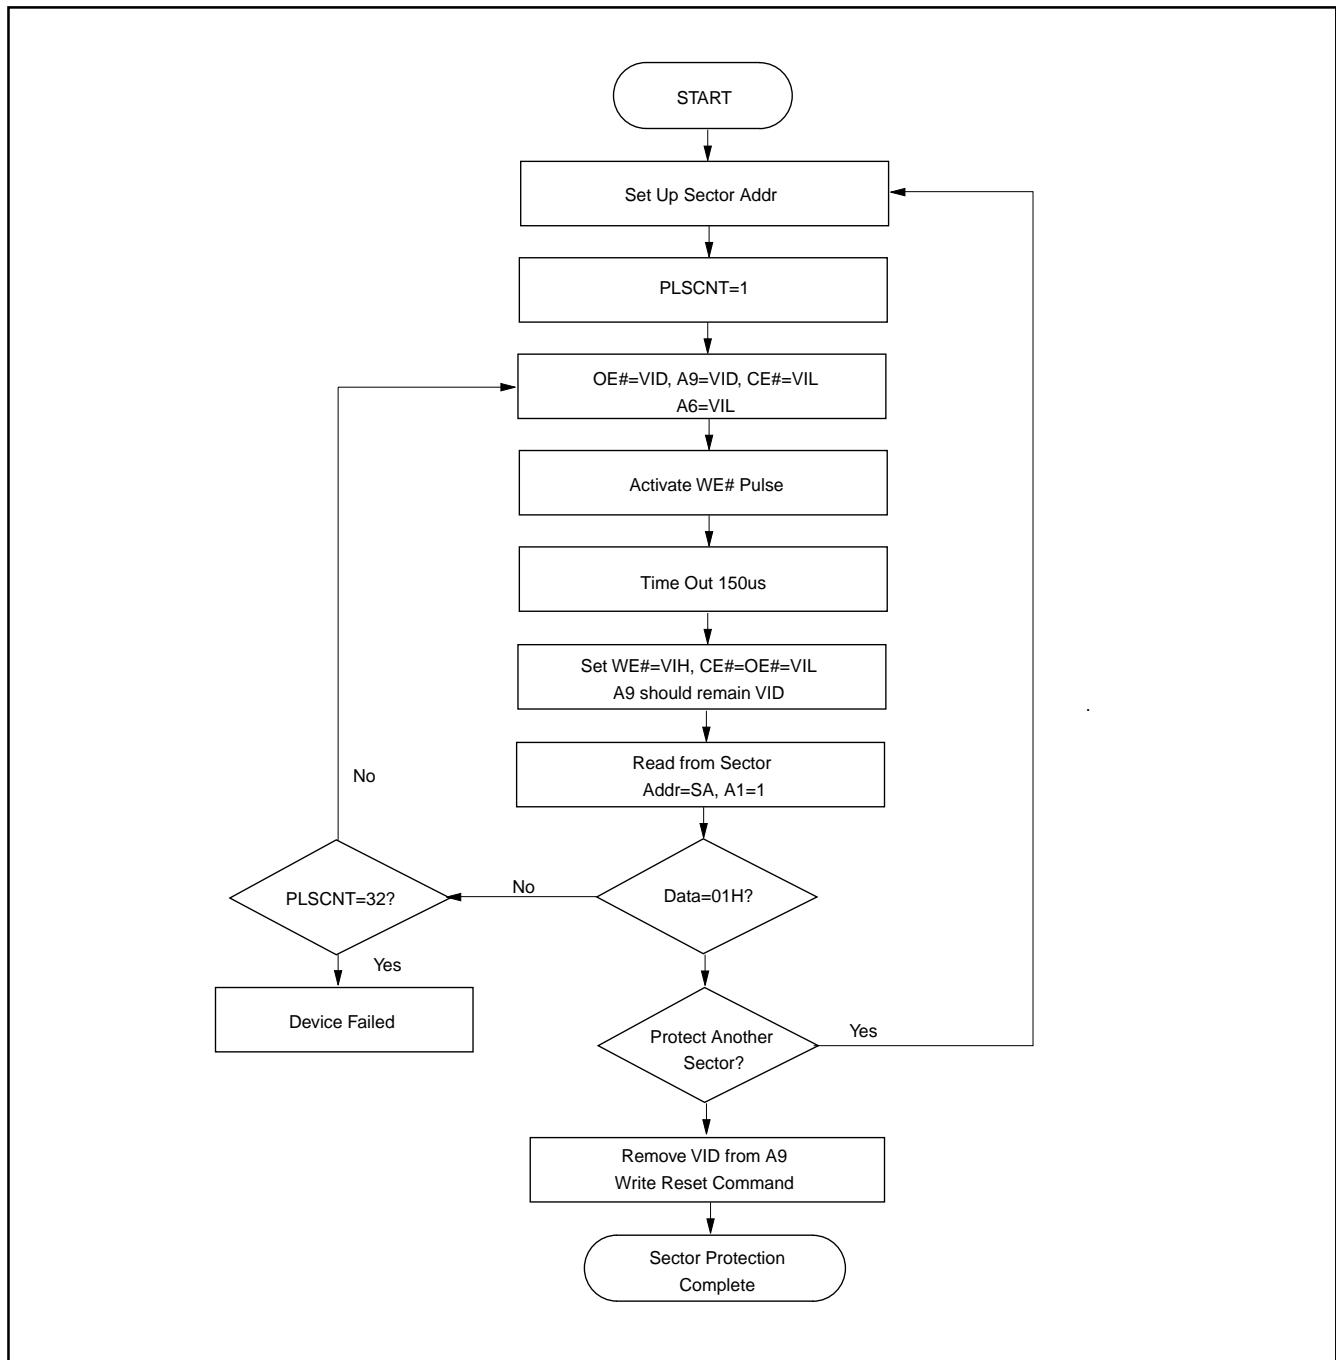 START
Set Up Sector Addr
PLSCNT=1
OE#=VID, A9=VID, CE#=VIL
A6=VIL
Activate WE# Pulse
Time Out 150us
Set WE#=VIH, CE#=OE#=VIL
A9 should remain VID
.
Read from Sector
Addr=SA, A1=1
No
PLSCNT=32?
No
Data=01H?
Yes
Device Failed
Protect Another
Sector?
Yes
Remove VID from A9
Write Reset Command
Sector Protection
Complete